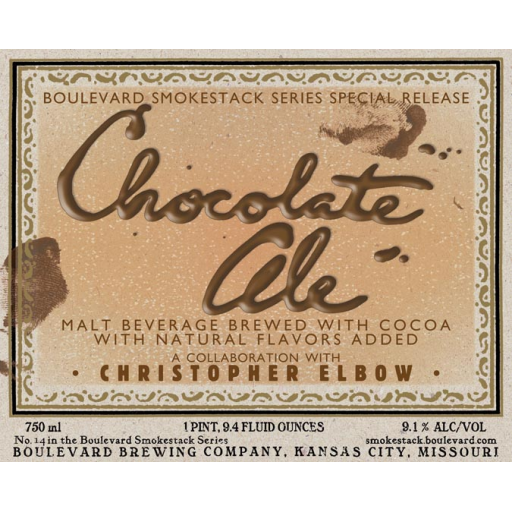 BOULEVARD SMOKESTACK SERIES SPECIAL RELEASE
Chocolate
Ale
MALT BEVERAGE BREWED WITH COCOA
WITH NATURAL FLAVORS ADDED
A COLLABORATION WITH
• CHRISTOPHER ELBOW •
750 ml 1 PINT, 9.4 FLUID OUNCES 9.1 % ALC/VOL
No. 14 in the Boulevard Smokestack Series smokestack.boulevard.com
BOULEVARD BREWING COMPANY, KANSAS CITY, MISSOURI